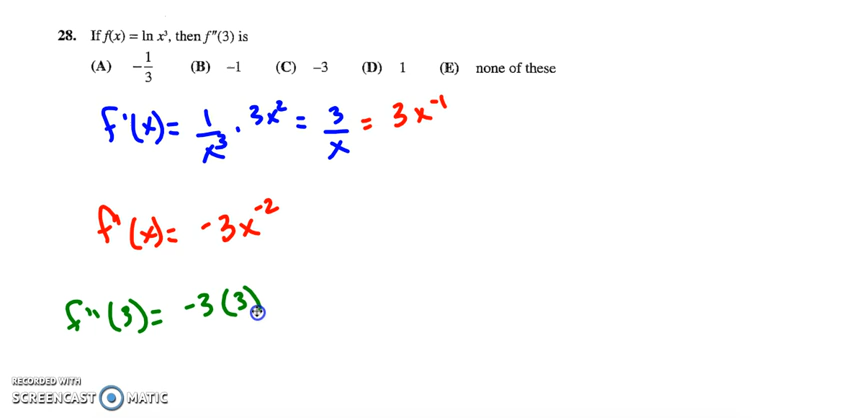 28. If f(x) = ln x³, then f″(3) is
(A) −1/3 (B) −1 (C) −3 (D) 1 (E) none of these
f'(x) = 1/x³ · 3x² = 3/x = 3x⁻¹
f"(x) = -3x⁻²
f"(3) = -3(3)
RECORDED WITH
SCREENCAST MATIC